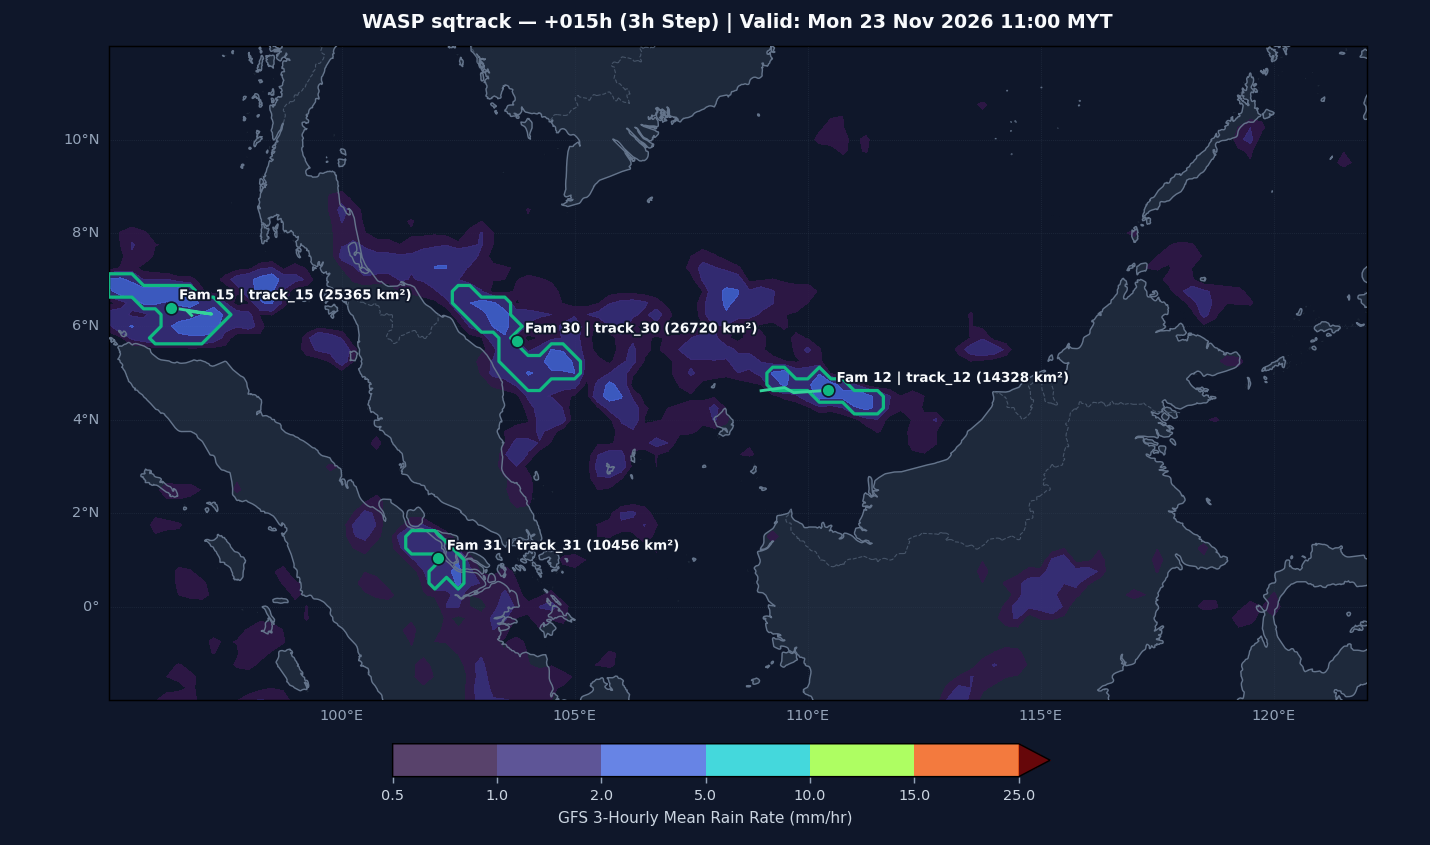 WASP sqtrack — +015h (3h Step) | Valid: Mon 23 Nov 2026 11:00 MYT
10°N
8°N
6°N
4°N
2°N
0°
Fam 15 | track_15 (25365 km²)
Fam 30 | track_30 (26720 km²)
Fam 12 | track_12 (14328 km²)
Fam 31 | track_31 (10456 km²)
100°E 105°E 110°E 115°E 120°E
0.5 1.0 2.0 5.0 10.0 15.0 25.0
GFS 3-Hourly Mean Rain Rate (mm/hr)